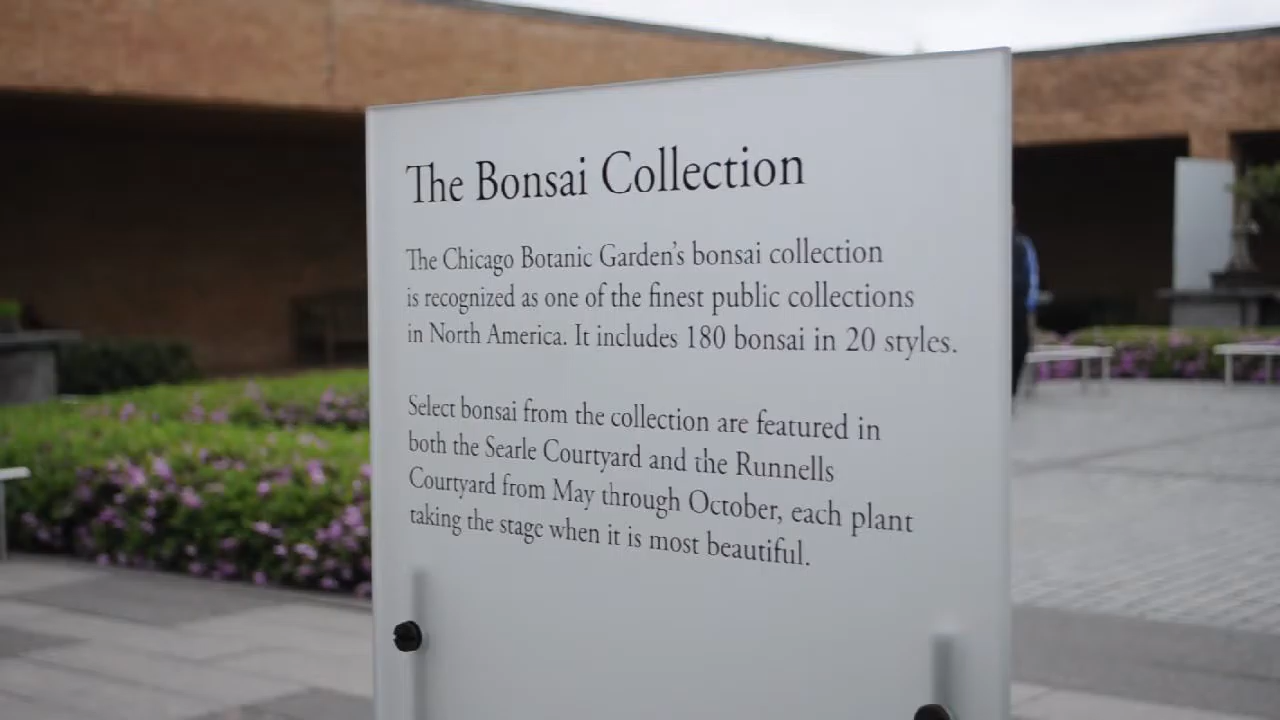 The Bonsai Collection
The Chicago Botanic Garden’s bonsai collection
is recognized as one of the finest public collections
in North America. It includes 180 bonsai in 20 styles.
Select bonsai from the collection are featured in
both the Searle Courtyard and the Runnells
Courtyard from May through October, each plant
taking the stage when it is most beautiful.